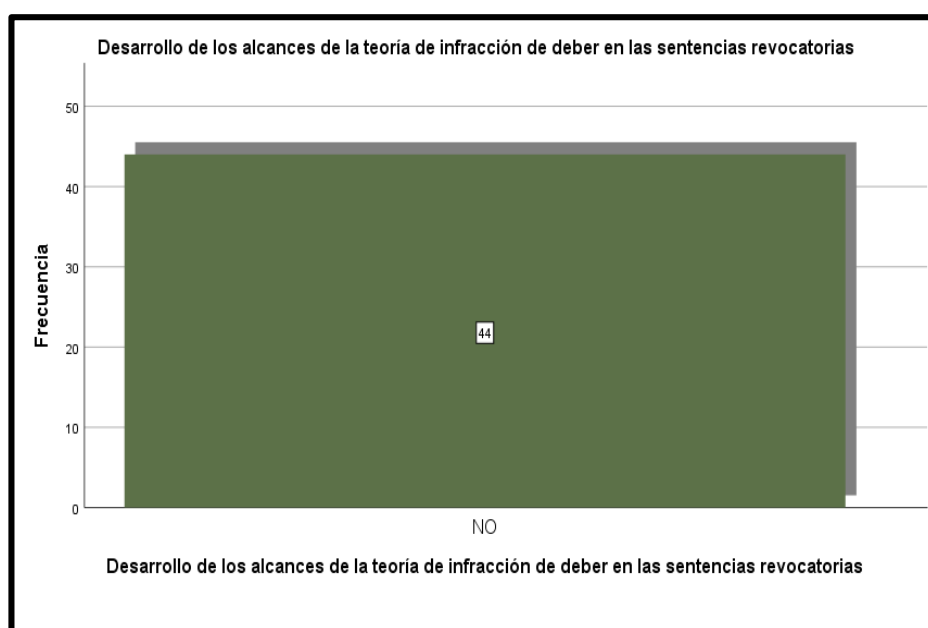 Desarrollo de los alcances de la teoría de infracción de deber en las sentencias revocatorias
50
40
30
20
10
0
Frecuencia
44
NO
Desarrollo de los alcances de la teoría de infracción de deber en las sentencias revocatorias